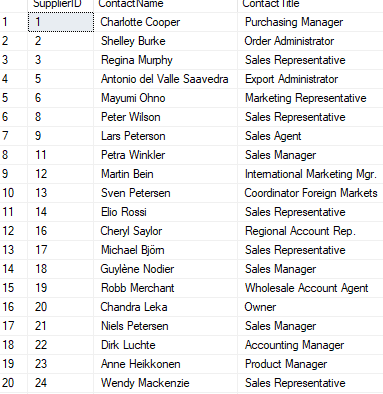 SupplierID ContactName ContactTitle
1 1 Charlotte Cooper Purchasing Manager
2 2 Shelley Burke Order Administrator
3 3 Regina Murphy Sales Representative
4 5 Antonio del Valle Saavedra Export Administrator
5 6 Mayumi Ohno Marketing Representative
6 8 Peter Wilson Sales Representative
7 9 Lars Peterson Sales Agent
8 11 Petra Winkler Sales Manager
9 12 Martin Bein International Marketing Mgr.
10 13 Sven Petersen Coordinator Foreign Markets
11 14 Elio Rossi Sales Representative
12 16 Cheryl Saylor Regional Account Rep.
13 17 Michael Björn Sales Representative
14 18 Guylène Nodier Sales Manager
15 19 Robb Merchant Wholesale Account Agent
16 20 Chandra Leka Owner
17 21 Niels Petersen Sales Manager
18 22 Dirk Luchte Accounting Manager
19 23 Anne Heikkonen Product Manager
20 24 Wendy Mackenzie Sales Representative